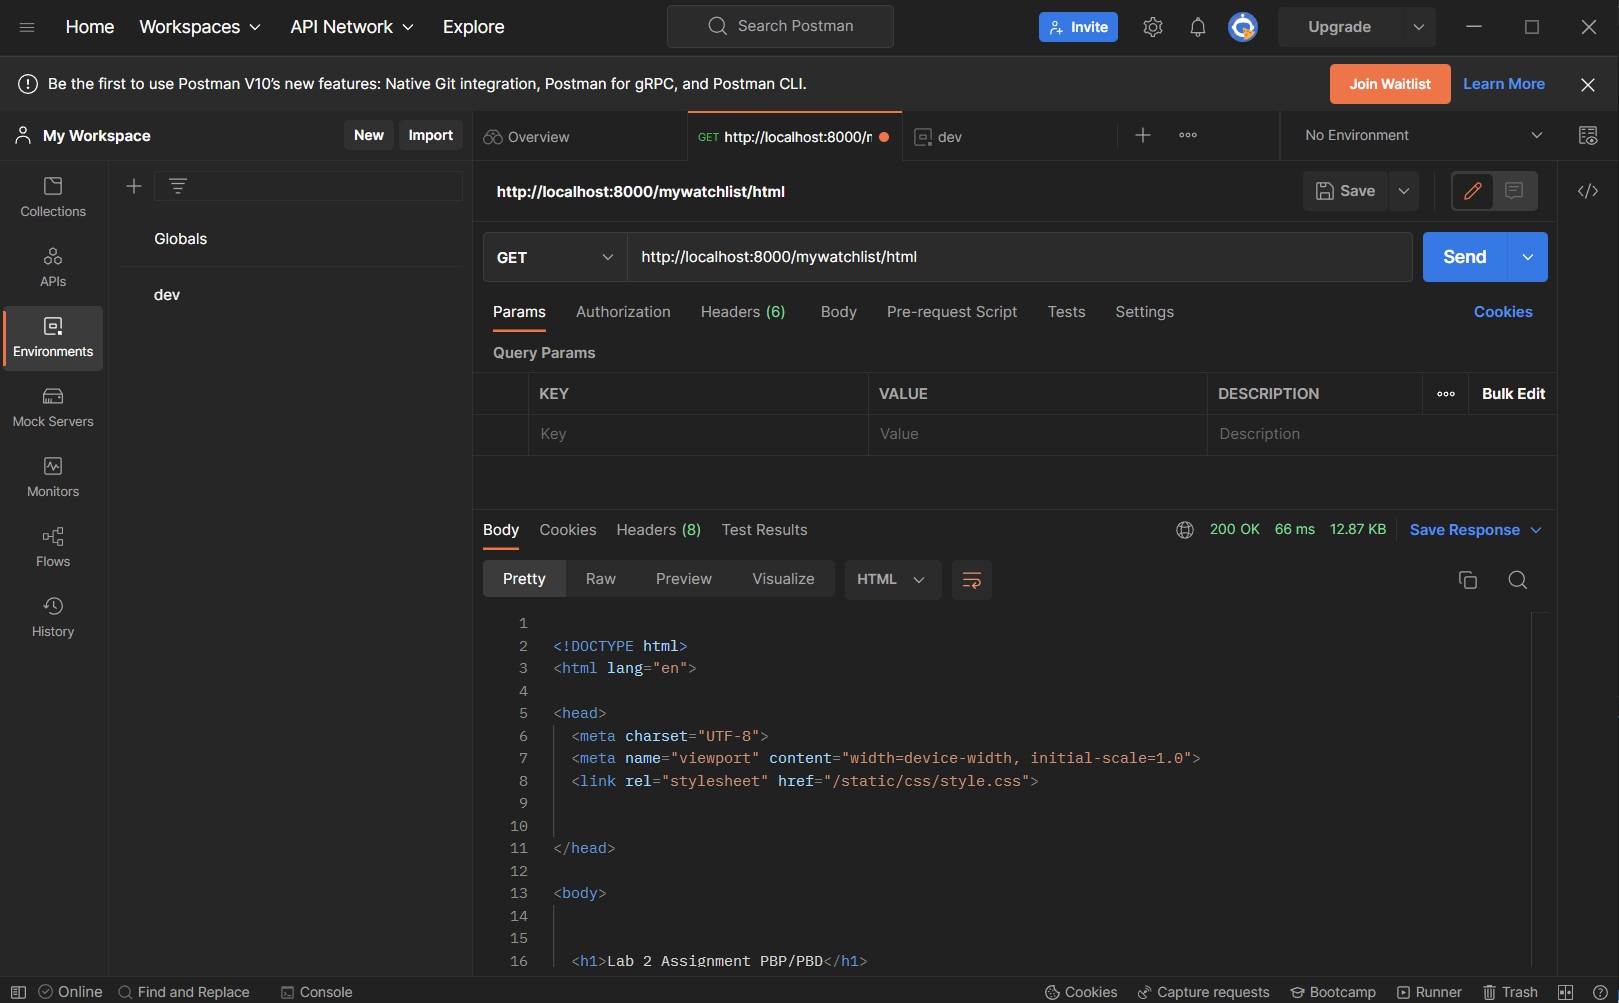 Home Workspaces API Network Explore Search Postman Invite Upgrade
Be the first to use Postman V10's new features: Native Git integration, Postman for gRPC, and Postman CLI. Join Waitlist Learn More
My Workspace New Import Overview GET http://localhost:8000/r dev No Environment
Collections
APIs
Environments
Mock Servers
Monitors
Flows
History
Globals
dev
http://localhost:8000/mywatchlist/html Save
GET http://localhost:8000/mywatchlist/html Send
Params Authorization Headers (6) Body Pre-request Script Tests Settings Cookies
Query Params
KEY VALUE DESCRIPTION Bulk Edit
Key Value Description
Body Cookies Headers (8) Test Results 200 OK 66 ms 12.87 KB Save Response
Pretty Raw Preview Visualize HTML
1
2 <!DOCTYPE html>
3 <html lang="en">
4
5 <head>
6 <meta charset="UTF-8">
7 <meta name="viewport" content="width=device-width, initial-scale=1.0">
8 <link rel="stylesheet" href="/static/css/style.css">
9
10
11 </head>
12
13 <body>
14
15
16 <h1>Lab 2 Assignment PBP/PBD</h1>
Online Find and Replace Console Cookies Capture requests Bootcamp Runner Trash